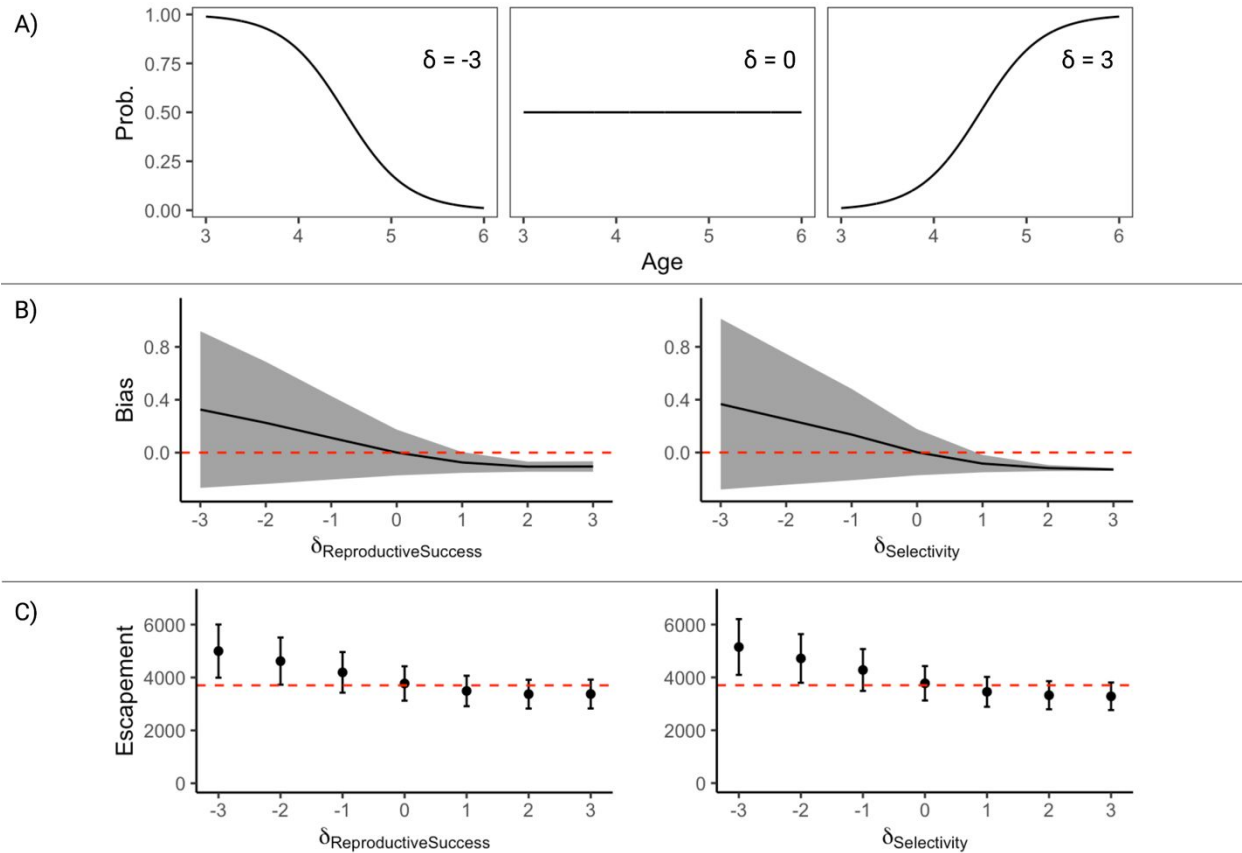 A)
Prob.
1.00
0.75
0.50
0.25
0.00
δ = -3
δ = 0
δ = 3
3 4 5 6
3 4 5 6
3 4 5 6
Age
B)
Bias
0.8
0.4
0.0
-3 -2 -1 0 1 2 3
δReproductiveSuccess
0.8
0.4
0.0
-3 -2 -1 0 1 2 3
δSelectivity
C)
Escapement
6000
4000
2000
0
-3 -2 -1 0 1 2 3
δReproductiveSuccess
6000
4000
2000
0
-3 -2 -1 0 1 2 3
δSelectivity